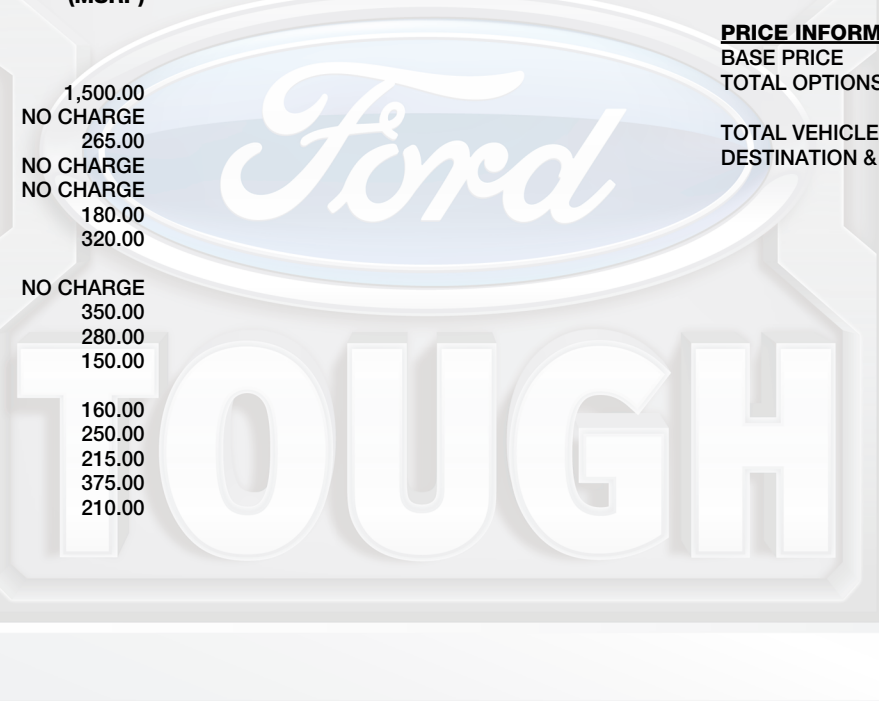 (MSRP)
1,500.00
NO CHARGE
265.00
NO CHARGE
NO CHARGE
180.00
320.00
NO CHARGE
350.00
280.00
150.00
160.00
250.00
215.00
375.00
210.00
PRICE INFORM
BASE PRICE
TOTAL OPTIONS
TOTAL VEHICLE
DESTINATION &
Ford
TOUGH